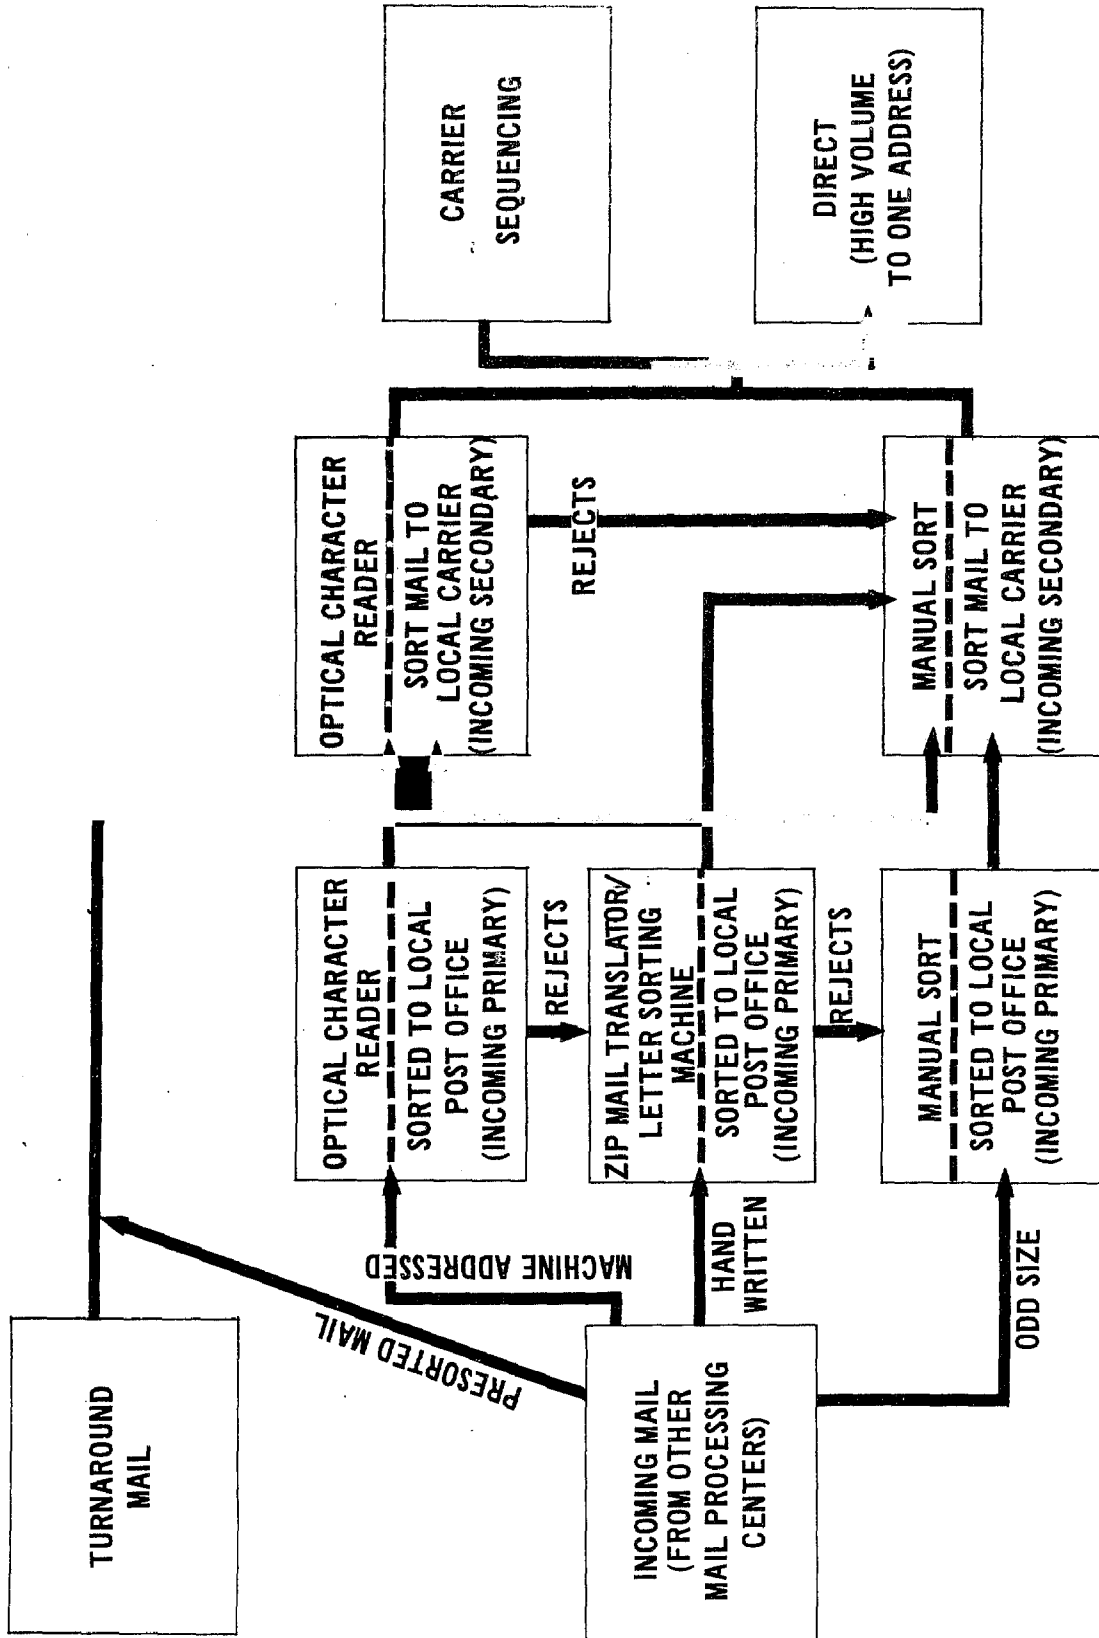 TURNAROUND
MAIL
PRESORTED MAIL
INCOMING MAIL
(FROM OTHER
MAIL PROCESSING
CENTERS)
MACHINE ADDRESSED
HAND
WRITTEN
ODD SIZE
OPTICAL CHARACTER
READER
SORTED TO LOCAL
POST OFFICE
(INCOMING PRIMARY)
REJECTS
ZIP MAIL TRANSLATOR/
LETTER SORTING
MACHINE
SORTED TO LOCAL
POST OFFICE
(INCOMING PRIMARY)
REJECTS
MANUAL SORT
SORTED TO LOCAL
POST OFFICE
(INCOMING PRIMARY)
OPTICAL CHARACTER
READER
SORT MAIL TO
LOCAL CARRIER
(INCOMING SECONDARY)
REJECTS
MANUAL SORT
SORT MAIL TO
LOCAL CARRIER
(INCOMING SECONDARY)
CARRIER
SEQUENCING
DIRECT
(HIGH VOLUME
TO ONE ADDRESS)